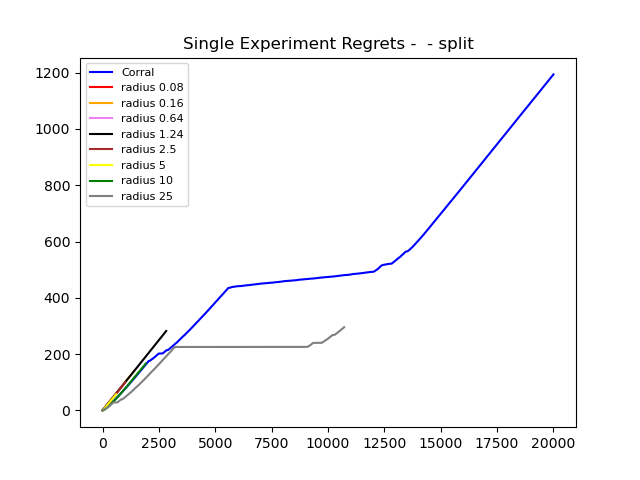 Single Experiment Regrets -  - split
Corral
radius 0.08
radius 0.16
radius 0.64
radius 1.24
radius 2.5
radius 5
radius 10
radius 25
1200
1000
800
600
400
200
0
0 2500 5000 7500 10000 12500 15000 17500 20000